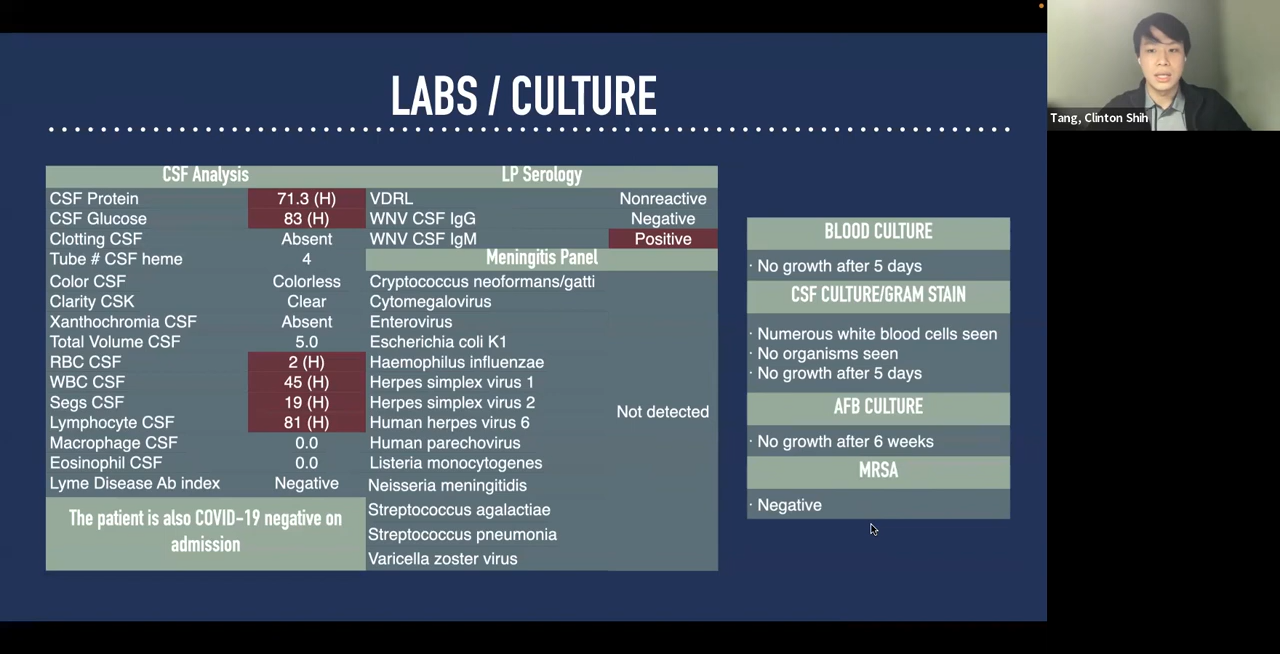 LABS / CULTURE
CSF Analysis
CSF Protein 71.3 (H)
CSF Glucose 83 (H)
Clotting CSF Absent
Tube # CSF heme 4
Color CSF Colorless
Clarity CSK Clear
Xanthochromia CSF Absent
Total Volume CSF 5.0
RBC CSF 2 (H)
WBC CSF 45 (H)
Segs CSF 19 (H)
Lymphocyte CSF 81 (H)
Macrophage CSF 0.0
Eosinophil CSF 0.0
Lyme Disease Ab index Negative
The patient is also COVID-19 negative on
admission
LP Serology
VDRL Nonreactive
WNV CSF IgG Negative
WNV CSF IgM Positive
Meningitis Panel
Cryptococcus neoformans/gatti
Cytomegalovirus
Enterovirus
Escherichia coli K1
Haemophilus influenzae
Herpes simplex virus 1
Herpes simplex virus 2
Human herpes virus 6
Human parechovirus
Listeria monocytogenes
Neisseria meningitidis
Streptococcus agalactiae
Streptococcus pneumonia
Varicella zoster virus
Not detected
BLOOD CULTURE
· No growth after 5 days
CSF CULTURE/GRAM STAIN
· Numerous white blood cells seen
· No organisms seen
· No growth after 5 days
AFB CULTURE
· No growth after 6 weeks
MRSA
· Negative
Tang, Clinton Shih